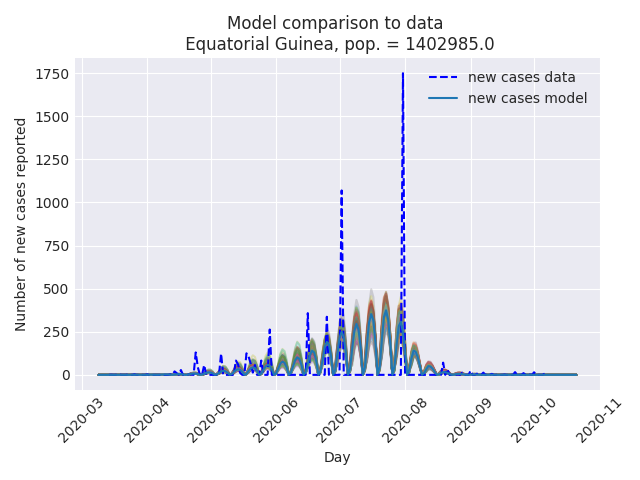 Model comparison to data
Equatorial Guinea, pop. = 1402985.0
new cases data
new cases model
Number of new cases reported
1750
1500
1250
1000
750
500
250
0
2020-03
2020-04
2020-05
2020-06
2020-07
2020-08
2020-09
2020-10
2020-11
Day